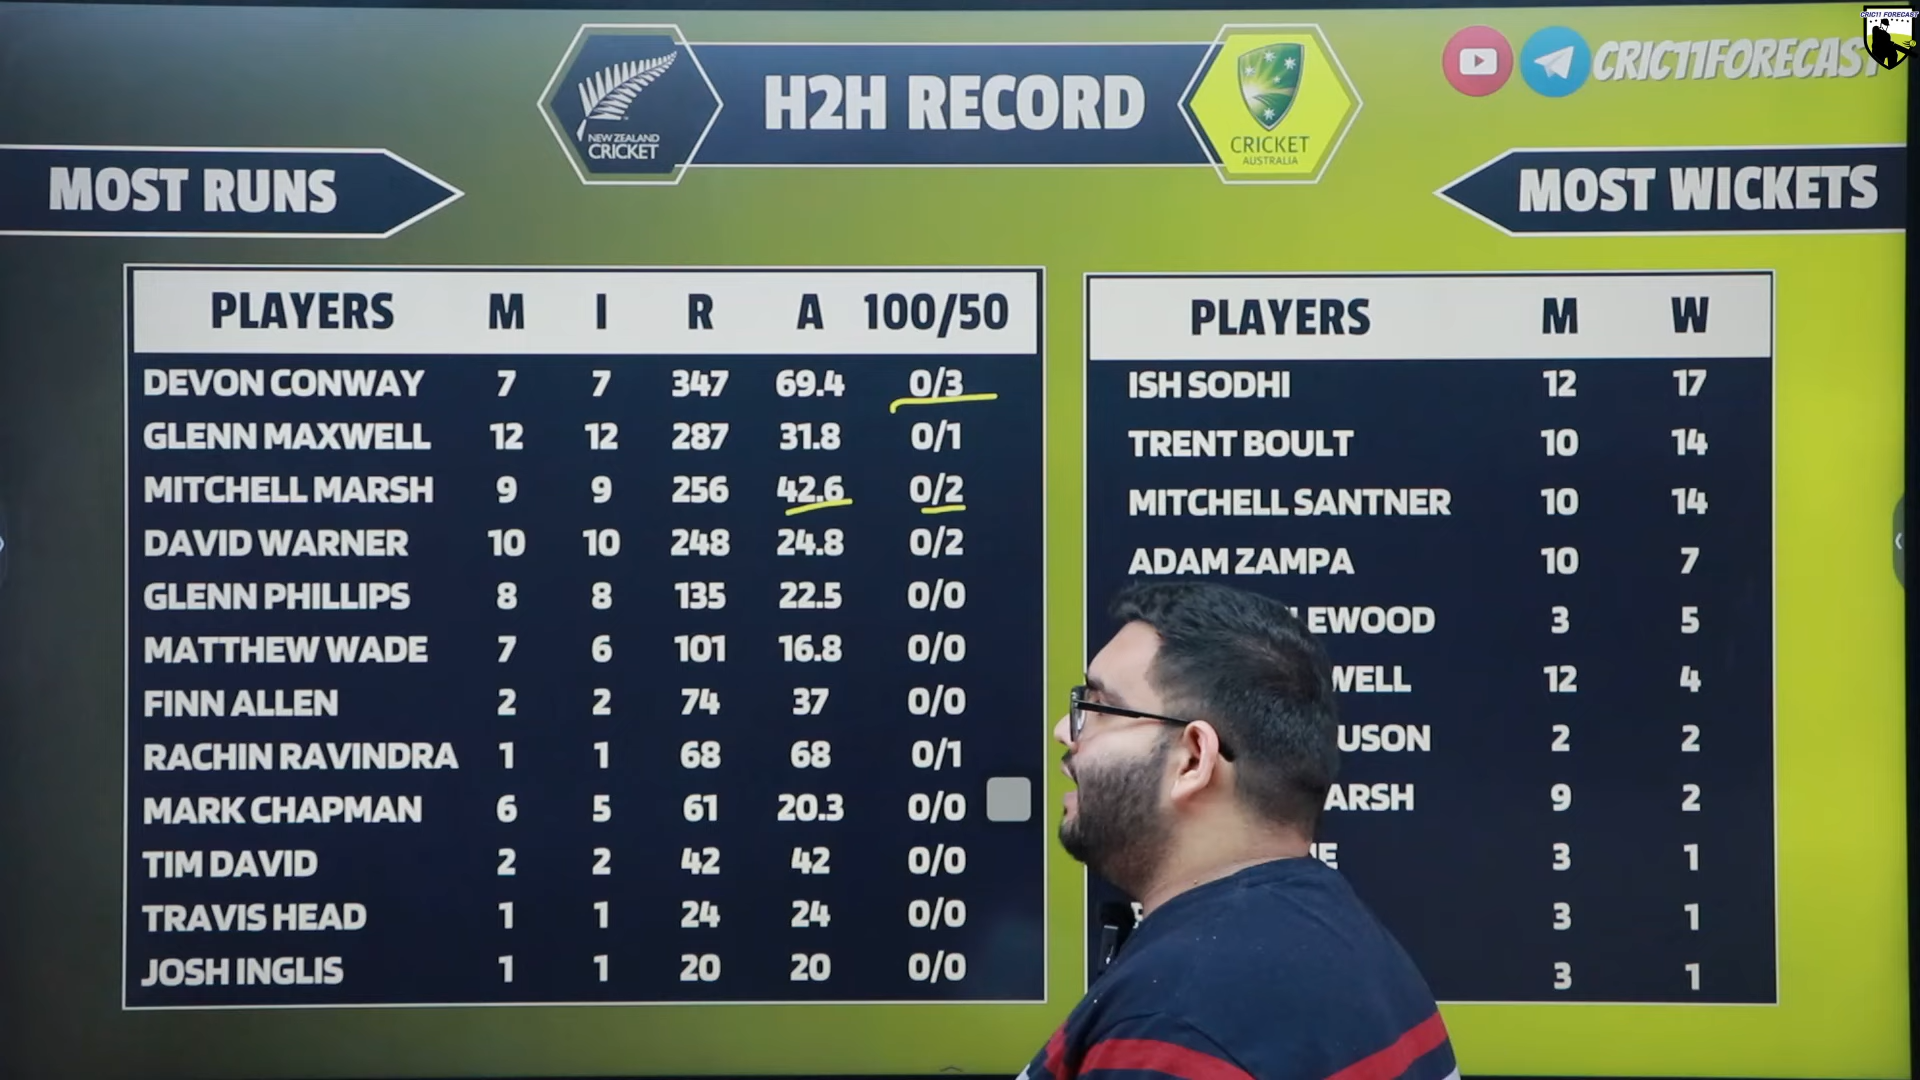 CRIC11 FORECAST
CRIC11FORECAST
NEW ZEALAND
CRICKET
H2H RECORD
CRICKET
AUSTRALIA
MOST RUNS
MOST WICKETS
PLAYERS M I R A 100/50
DEVON CONWAY 7 7 347 69.4 0/3
GLENN MAXWELL 12 12 287 31.8 0/1
MITCHELL MARSH 9 9 256 42.6 0/2
DAVID WARNER 10 10 248 24.8 0/2
GLENN PHILLIPS 8 8 135 22.5 0/0
MATTHEW WADE 7 6 101 16.8 0/0
FINN ALLEN 2 2 74 37 0/0
RACHIN RAVINDRA 1 1 68 68 0/1
MARK CHAPMAN 6 5 61 20.3 0/0
TIM DAVID 2 2 42 42 0/0
TRAVIS HEAD 1 1 24 24 0/0
JOSH INGLIS 1 1 20 20 0/0
PLAYERS M W
ISH SODHI 12 17
TRENT BOULT 10 14
MITCHELL SANTNER 10 14
ADAM ZAMPA 10 7
EWOOD 3 5
WELL 12 4
USON 2 2
ARSH 9 2
3 1
3 1
3 1